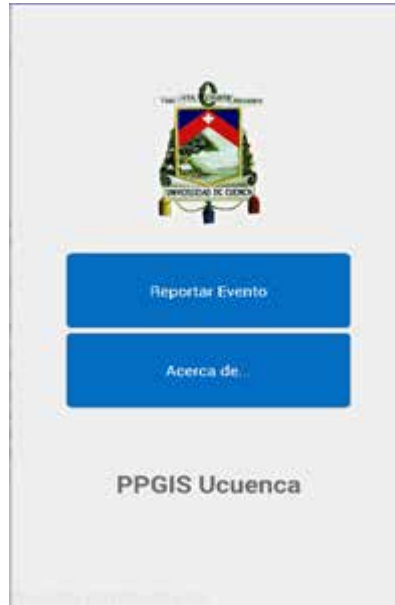 UNIVERSIDAD DE CUENCA
Reportar Evento
Acerca de...
PPGIS Ucuenca